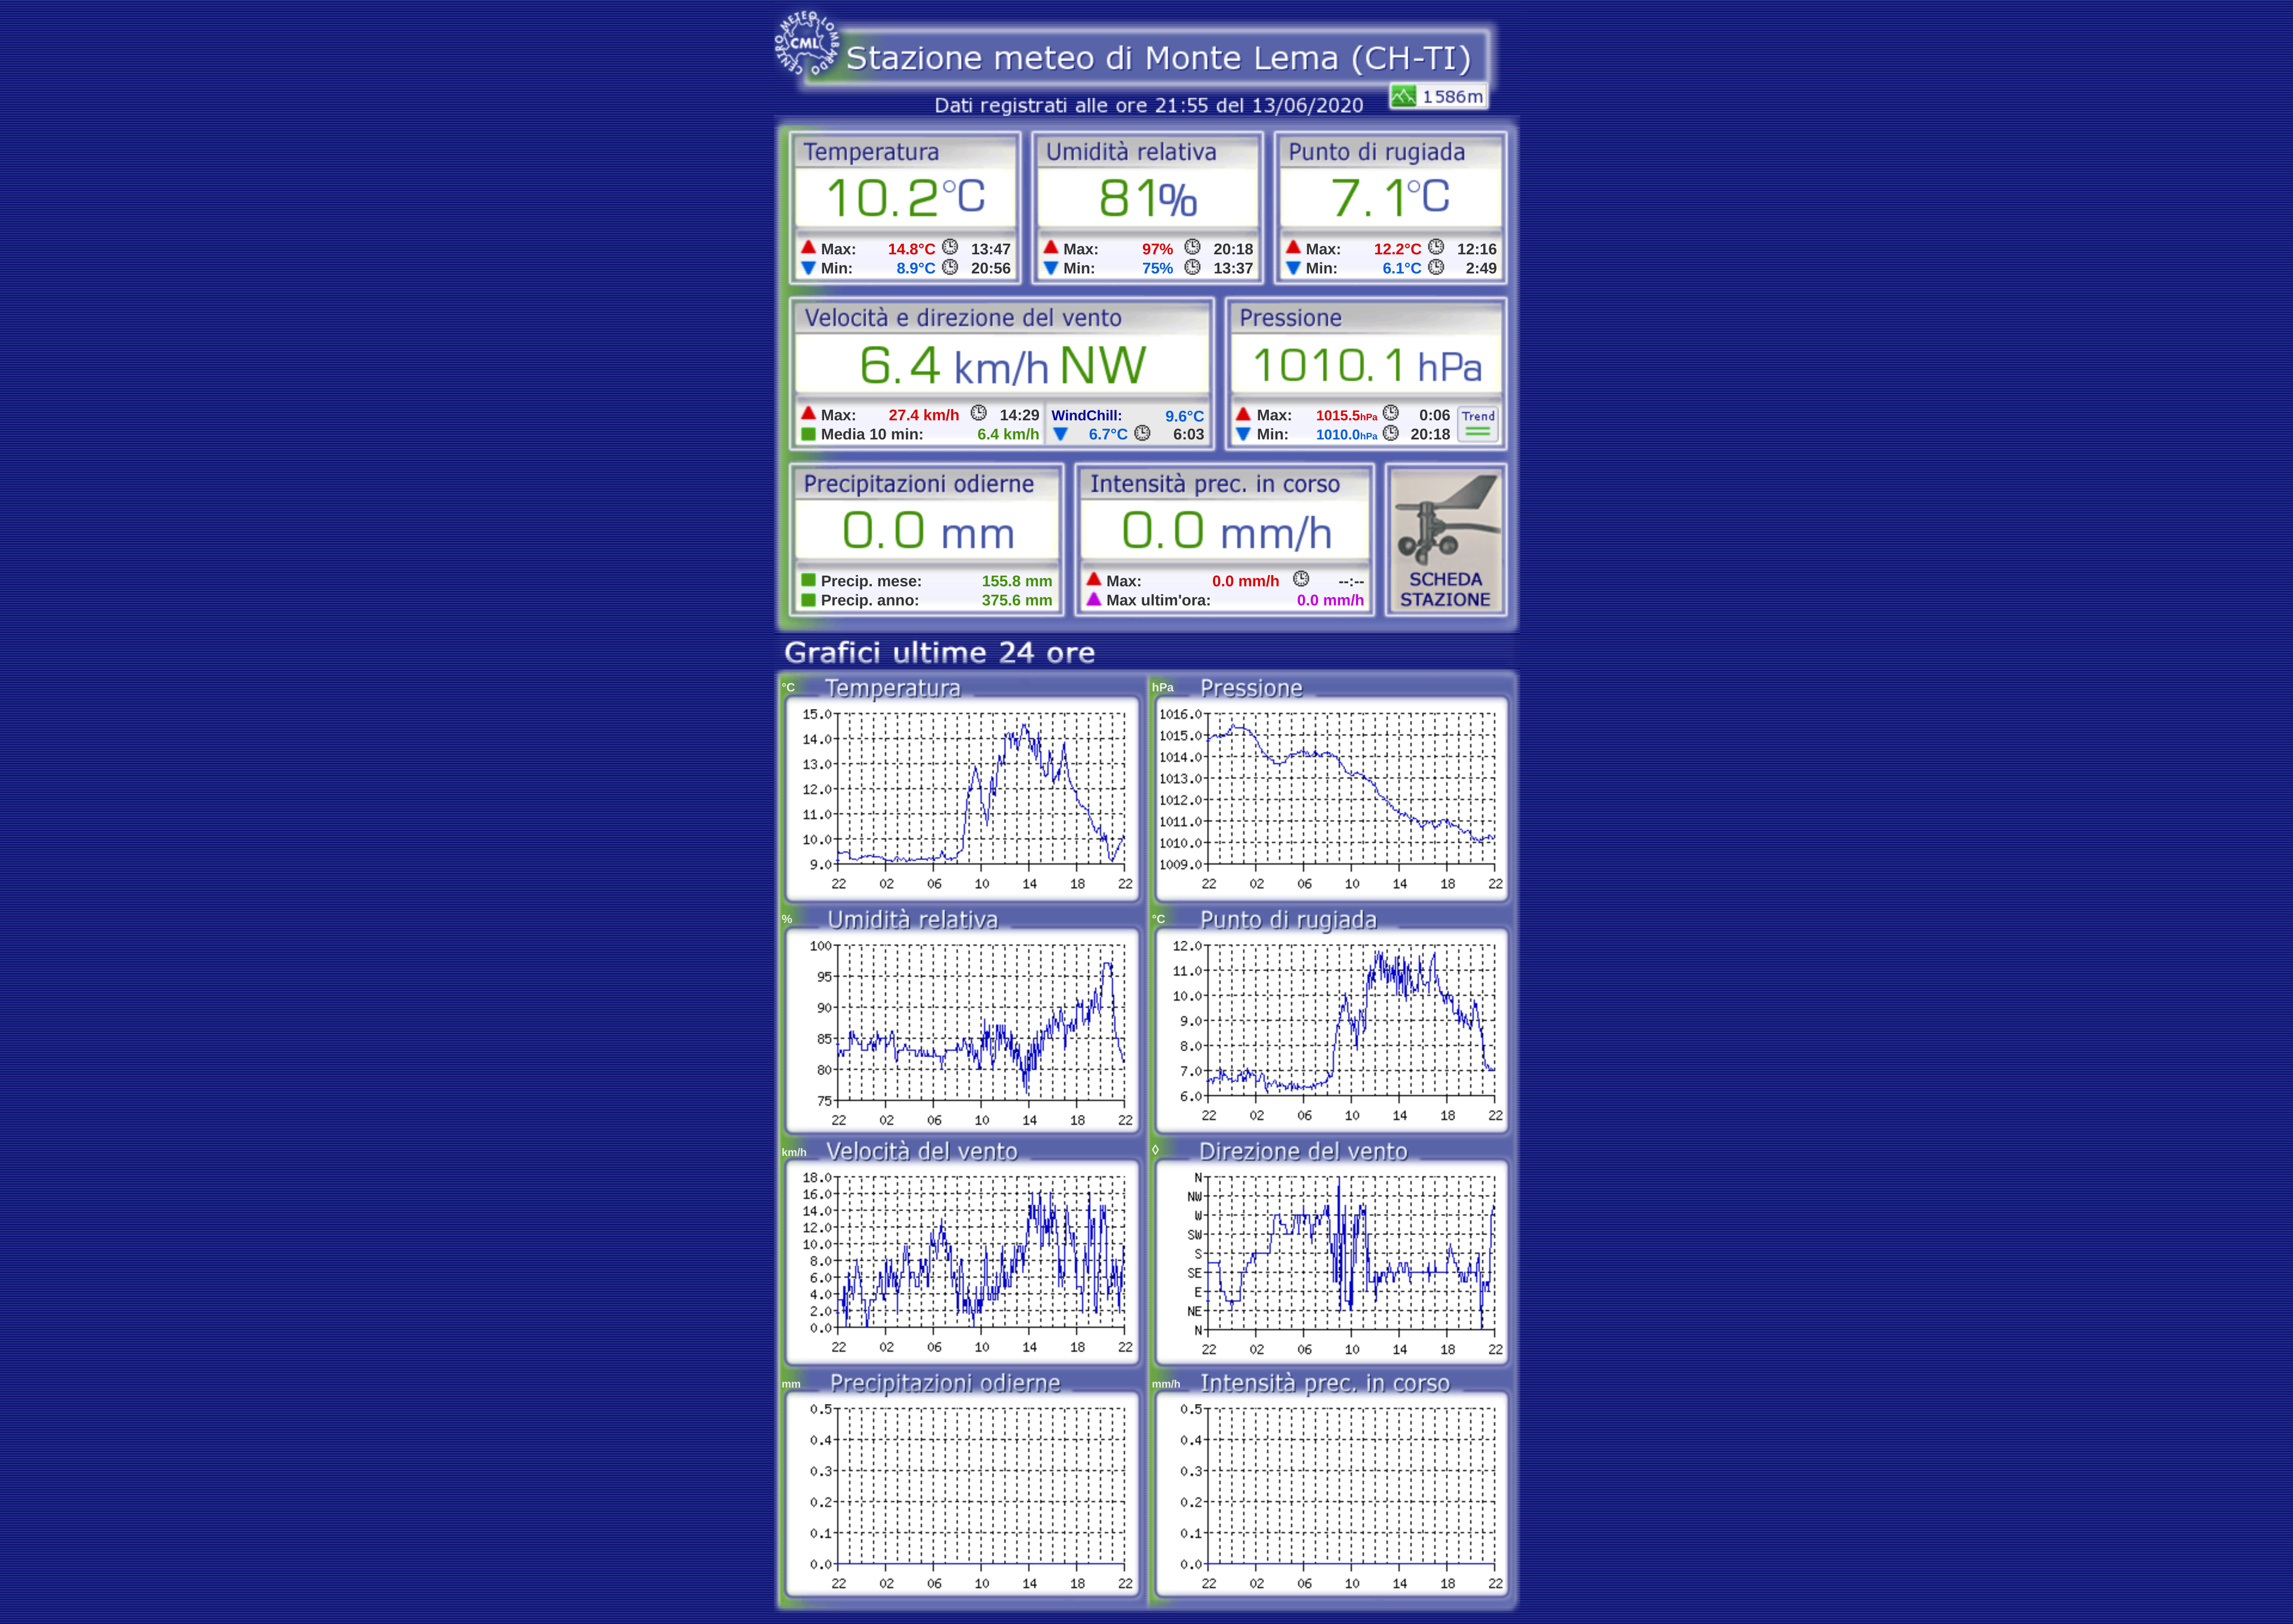 CENTRO METEO LOMBARDO
CML
Stazione meteo di Monte Lema (CH-TI)
Dati registrati alle ore 21:55 del 13/06/2020
1586m
Temperatura
10.2°C
Max: 14.8°C 13:47
Min: 8.9°C 20:56
Umidità relativa
81%
Max: 97% 20:18
Min: 75% 13:37
Punto di rugiada
7.1°C
Max: 12.2°C 12:16
Min: 6.1°C 2:49
Velocità e direzione del vento
6.4 km/h NW
Max: 27.4 km/h 14:29
Media 10 min: 6.4 km/h
WindChill: 9.6°C
6.7°C 6:03
Pressione
1010.1 hPa
Max: 1015.5hPa 0:06
Min: 1010.0hPa 20:18
Trend
Precipitazioni odierne
0.0 mm
Precip. mese: 155.8 mm
Precip. anno: 375.6 mm
Intensità prec. in corso
0.0 mm/h
Max: 0.0 mm/h --:--
Max ultim'ora: 0.0 mm/h
SCHEDA
STAZIONE
Grafici ultime 24 ore
°C Temperatura
15.0
14.0
13.0
12.0
11.0
10.0
9.0
22 02 06 10 14 18 22
hPa Pressione
1016.0
1015.0
1014.0
1013.0
1012.0
1011.0
1010.0
1009.0
22 02 06 10 14 18 22
% Umidità relativa
100
95
90
85
80
75
22 02 06 10 14 18 22
°C Punto di rugiada
12.0
11.0
10.0
9.0
8.0
7.0
6.0
22 02 06 10 14 18 22
km/h Velocità del vento
18.0
16.0
14.0
12.0
10.0
8.0
6.0
4.0
2.0
0.0
22 02 06 10 14 18 22
◊ Direzione del vento
N
NW
W
SW
S
SE
E
NE
N
22 02 06 10 14 18 22
mm Precipitazioni odierne
0.5
0.4
0.3
0.2
0.1
0.0
22 02 06 10 14 18 22
mm/h Intensità prec. in corso
0.5
0.4
0.3
0.2
0.1
0.0
22 02 06 10 14 18 22